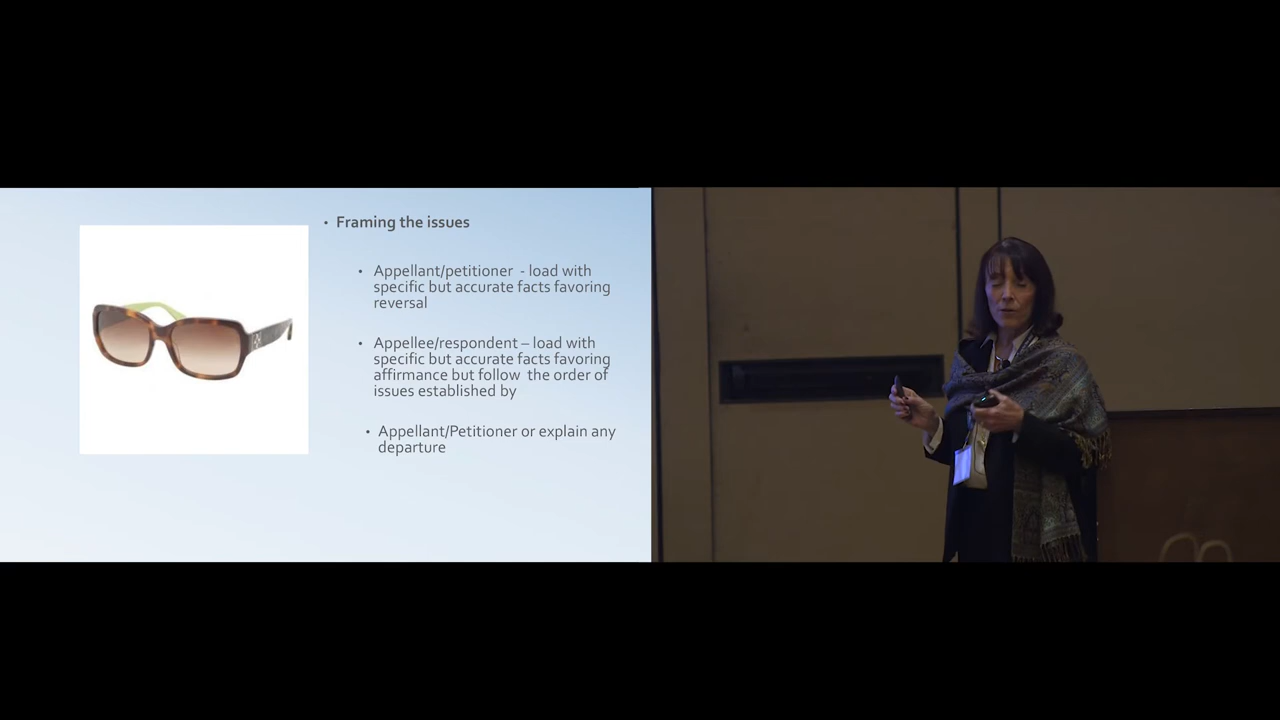 • Framing the issues
• Appellant/petitioner - load with
specific but accurate facts favoring
reversal
• Appellee/respondent – load with
specific but accurate facts favoring
affirmance but follow the order of
issues established by
• Appellant/Petitioner or explain any
departure